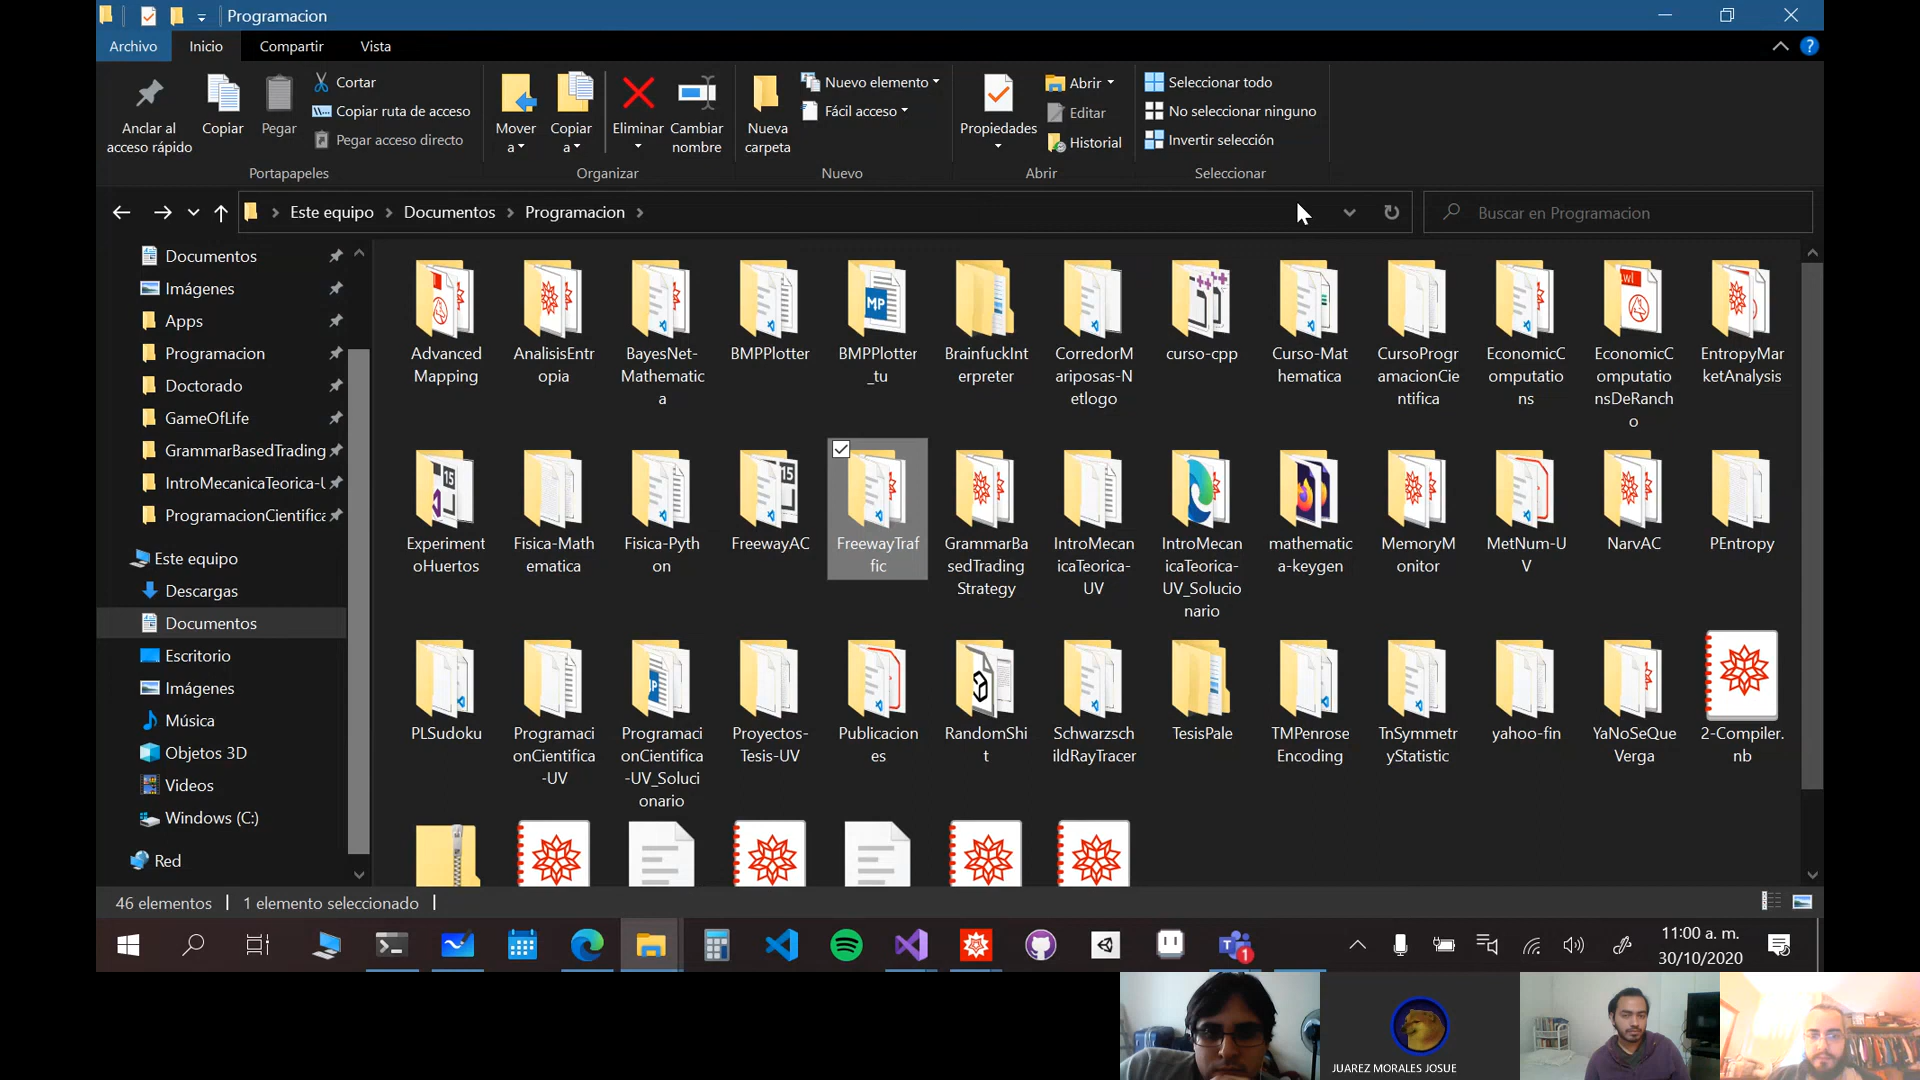 Programacion
Archivo
Inicio
Compartir
Vista
?
Anclar al
acceso rápido
Copiar
Pegar
Cortar
Copiar ruta de acceso
Pegar acceso directo
Portapapeles
Mover
a
Copiar
a
Eliminar
Cambiar
nombre
Organizar
Nueva
carpeta
Nuevo elemento
Fácil acceso
Nuevo
Propiedades
Abrir
Editar
Historial
Abrir
Seleccionar todo
No seleccionar ninguno
Invertir selección
Seleccionar
Este equipo
Documentos
Programacion
Buscar en Programacion
Documentos
Imágenes
Apps
Programacion
Doctorado
GameOfLife
GrammarBasedTrading
IntroMecanicaTeorica-U
ProgramacionCientifica
Este equipo
Descargas
Documentos
Escritorio
Imágenes
Música
Objetos 3D
Videos
Windows (C:)
Red
Advanced
Mapping
AnalisisEntr
opia
BayesNet-
Mathematic
a
BMPPlotter
MP
BMPPlotter
_tu
BrainfuckInt
erpreter
CorredorM
ariposas-N
etlogo
curso-cpp
Curso-Mat
hematica
CursoProgr
amacionCie
ntifica
EconomicC
omputatio
ns
wl
EconomicC
omputatio
nsDeRanch
o
EntropyMar
ketAnalysis
15
Experiment
oHuertos
Fisica-Math
ematica
Fisica-Pyth
on
15
FreewayAC
FreewayTraf
fic
GrammarBa
sedTrading
Strategy
IntroMecan
icaTeorica-
UV
IntroMecan
icaTeorica-
UV_Solucio
nario
mathematic
a-keygen
MemoryM
onitor
MetNum-U
V
NarvAC
PEntropy
PLSudoku
Programaci
onCientifica
-UV
MP
Programaci
onCientifica
-UV_Soluci
onario
Proyectos-
Tesis-UV
Publicacion
es
RandomShi
t
Schwarzsch
ildRayTracer
TesisPale
TMPenrose
Encoding
TnSymmetr
yStatistic
yahoo-fin
YaNoSeQue
Verga
2-Compiler.
nb
46 elementos
1 elemento seleccionado
1
11:00 a. m.
30/10/2020
JUAREZ MORALES JOSUE